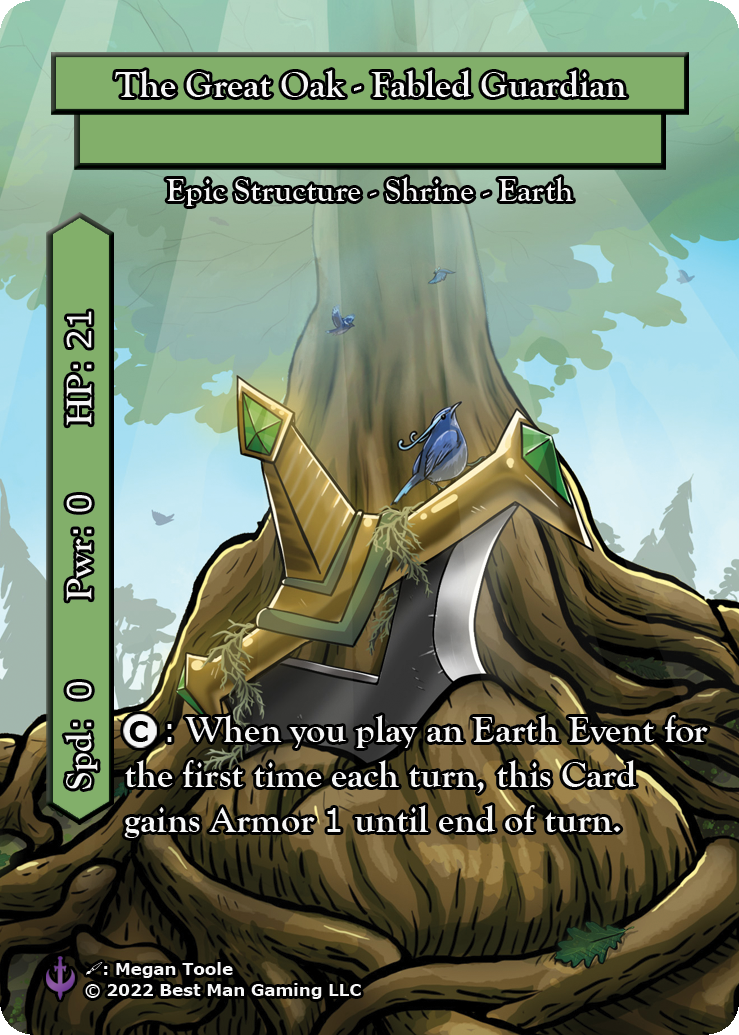 The Great Oak - Fabled Guardian
Epic Structure - Shrine - Earth
Spd: 0 Pwr: 0 HP: 21
C : When you play an Earth Event for
the first time each turn, this Card
gains Armor 1 until end of turn.
: Megan Toole
© 2022 Best Man Gaming LLC